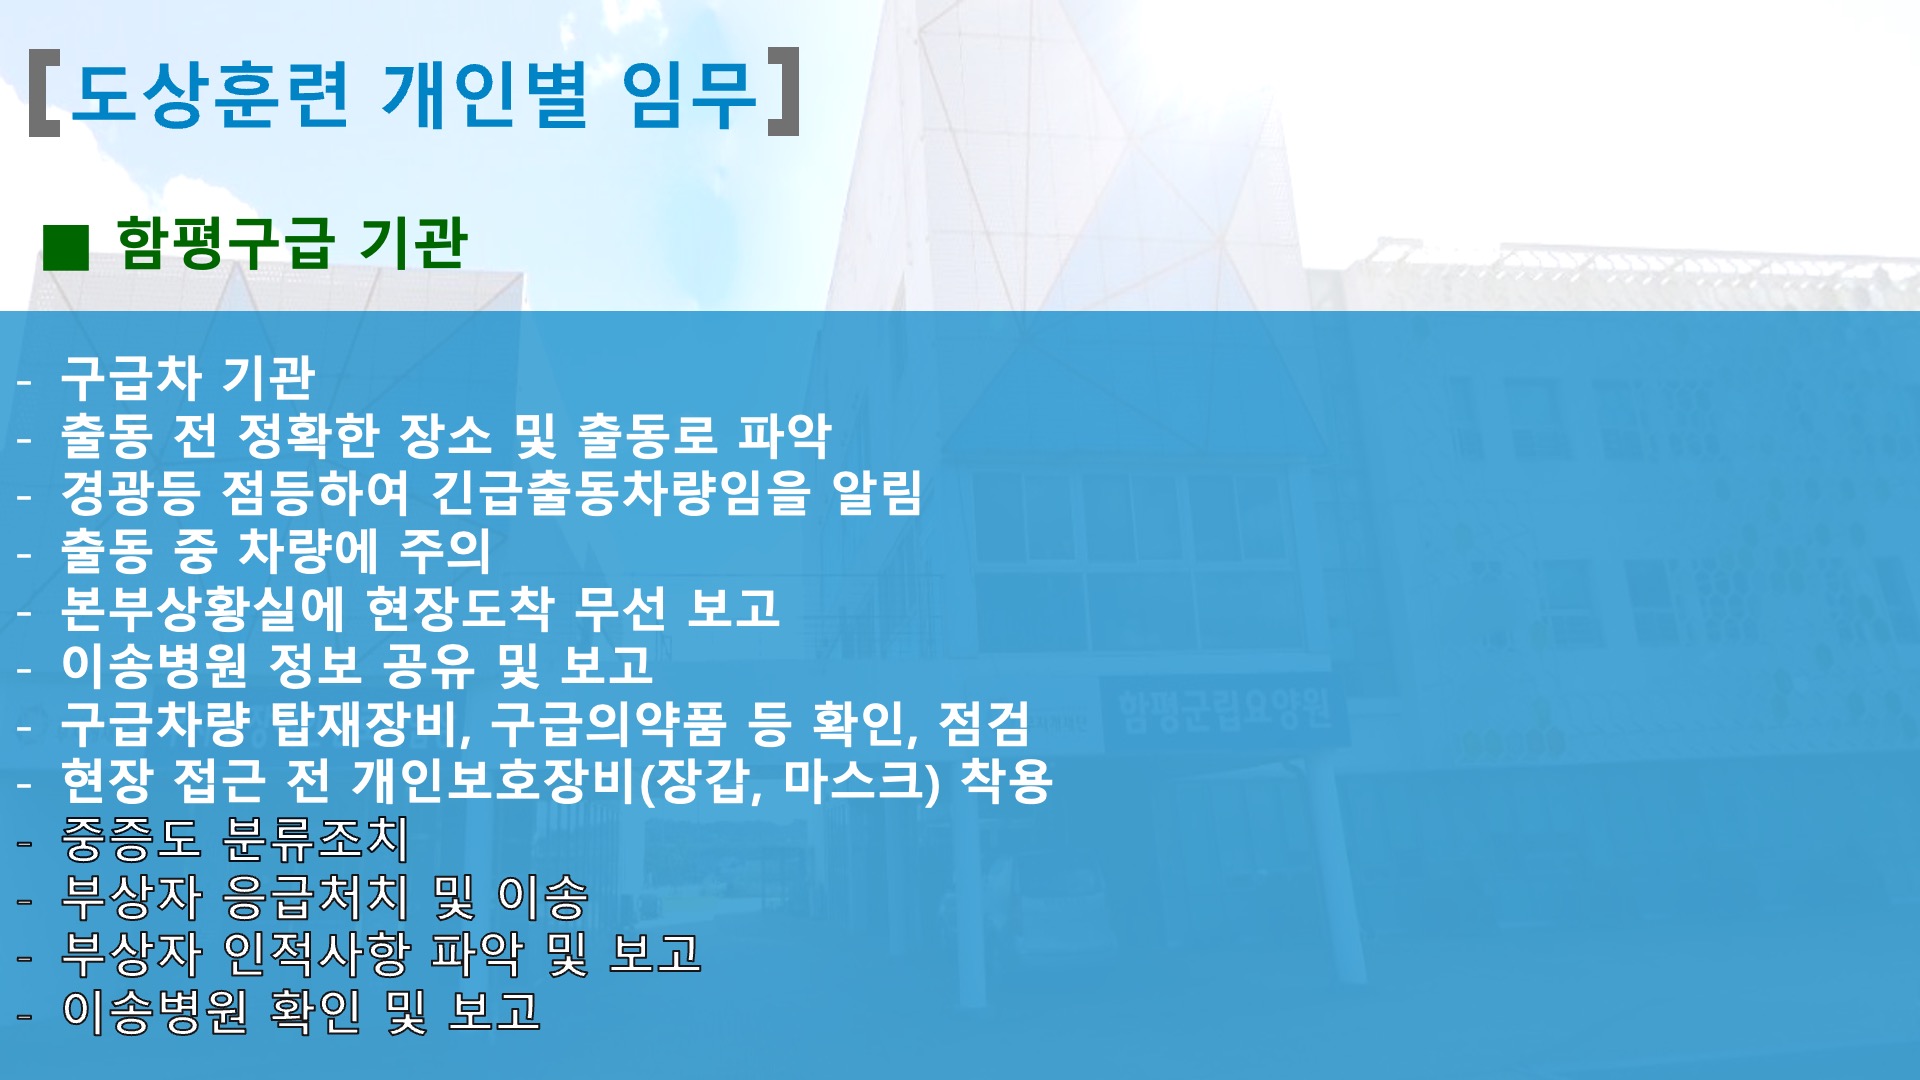 [도상훈련 개인별 임무]
■ 함평구급 기관
- 구급차 기관
- 출동 전 정확한 장소 및 출동로 파악
- 경광등 점등하여 긴급출동차량임을 알림
- 출동 중 차량에 주의
- 본부상황실에 현장도착 무선 보고
- 이송병원 정보 공유 및 보고
- 구급차량 탑재장비, 구급의약품 등 확인, 점검
- 현장 접근 전 개인보호장비(장갑, 마스크) 착용
- 중증도 분류조치
- 부상자 응급처치 및 이송
- 부상자 인적사항 파악 및 보고
- 이송병원 확인 및 보고
함평군립요양원